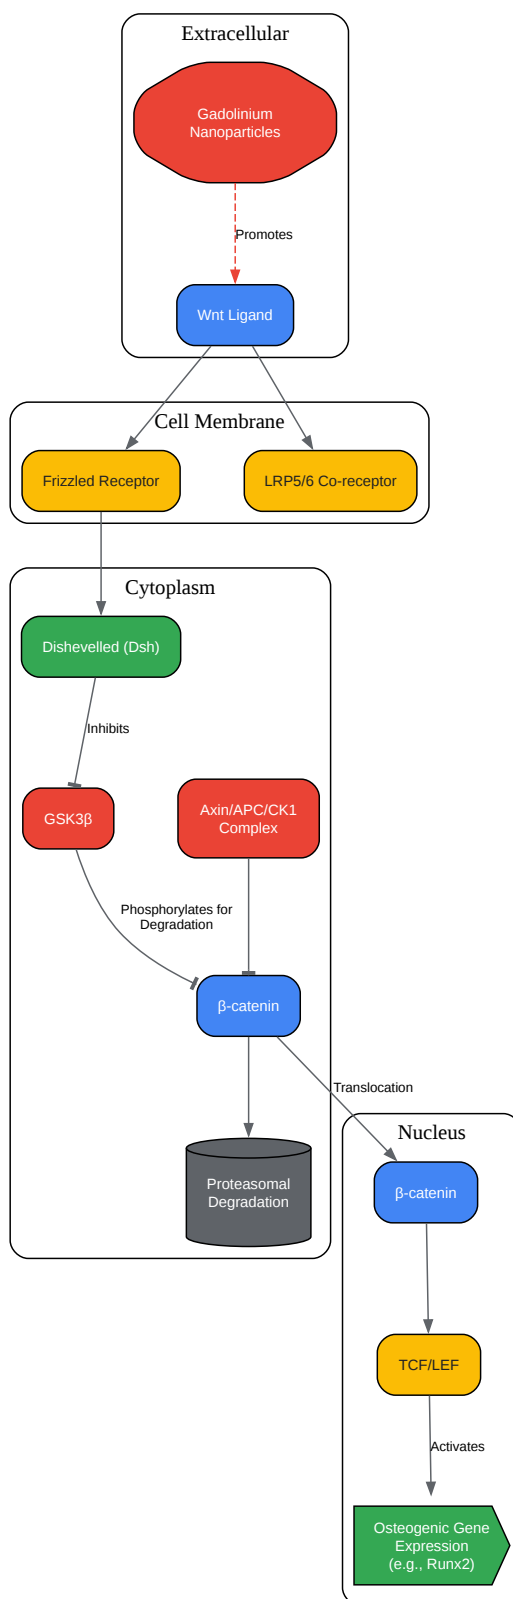 Extracellular
Gadolinium
Nanoparticles
Promotes
Wnt Ligand
Cell Membrane
Frizzled Receptor
LRP5/6 Co-receptor
Cytoplasm
Dishevelled (Dsh)
Inhibits
GSK3β
Axin/APC/CK1
Complex
Phosphorylates for
Degradation
β-catenin
Translocation
Proteasomal
Degradation
Nucleus
β-catenin
TCF/LEF
Activates
Osteogenic Gene
Expression
(e.g., Runx2)